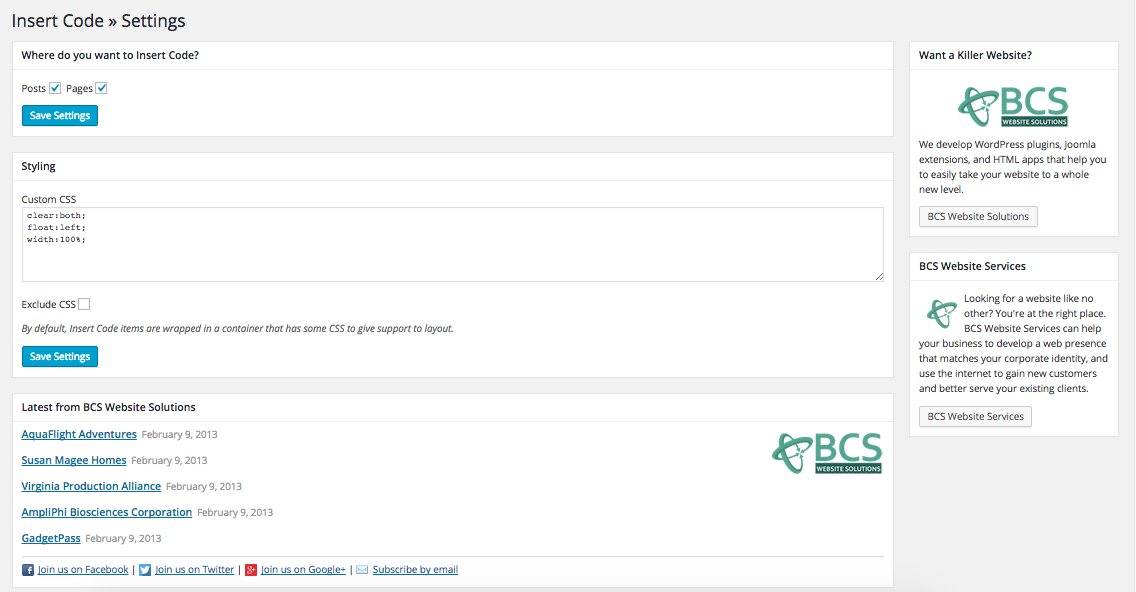 Insert Code » Settings
Where do you want to Insert Code?
Posts Pages
Save Settings
Styling
Custom CSS
clear:both;
float:left;
width:100%;
Exclude CSS
By default, Insert Code items are wrapped in a container that has some CSS to give support to layout.
Save Settings
Latest from BCS Website Solutions
AquaFlight Adventures February 9, 2013
Susan Magee Homes February 9, 2013
Virginia Production Alliance February 9, 2013
AmpliPhi Biosciences Corporation February 9, 2013
GadgetPass February 9, 2013
BCS
WEBSITE SOLUTIONS
Join us on Facebook | Join us on Twitter | Join us on Google+ | Subscribe by email
Want a Killer Website?
BCS
WEBSITE SOLUTIONS
We develop WordPress plugins, Joomla
extensions, and HTML apps that help you
to easily take your website to a whole
new level.
BCS Website Solutions
BCS Website Services
Looking for a website like no
other? You're at the right place.
BCS Website Services can help
your business to develop a web presence
that matches your corporate identity, and
use the internet to gain new customers
and better serve your existing clients.
BCS Website Services